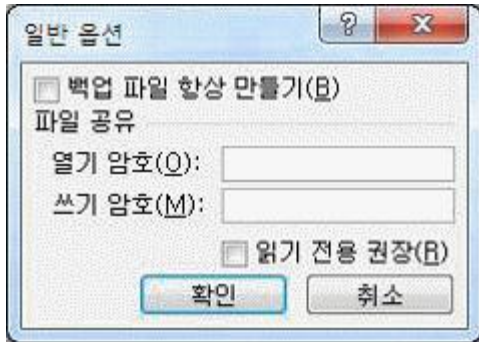 일반 옵션
백업 파일 항상 만들기(B)
파일 공유
열기 암호(O):
쓰기 암호(M):
읽기 전용 권장(R)
확인 취소